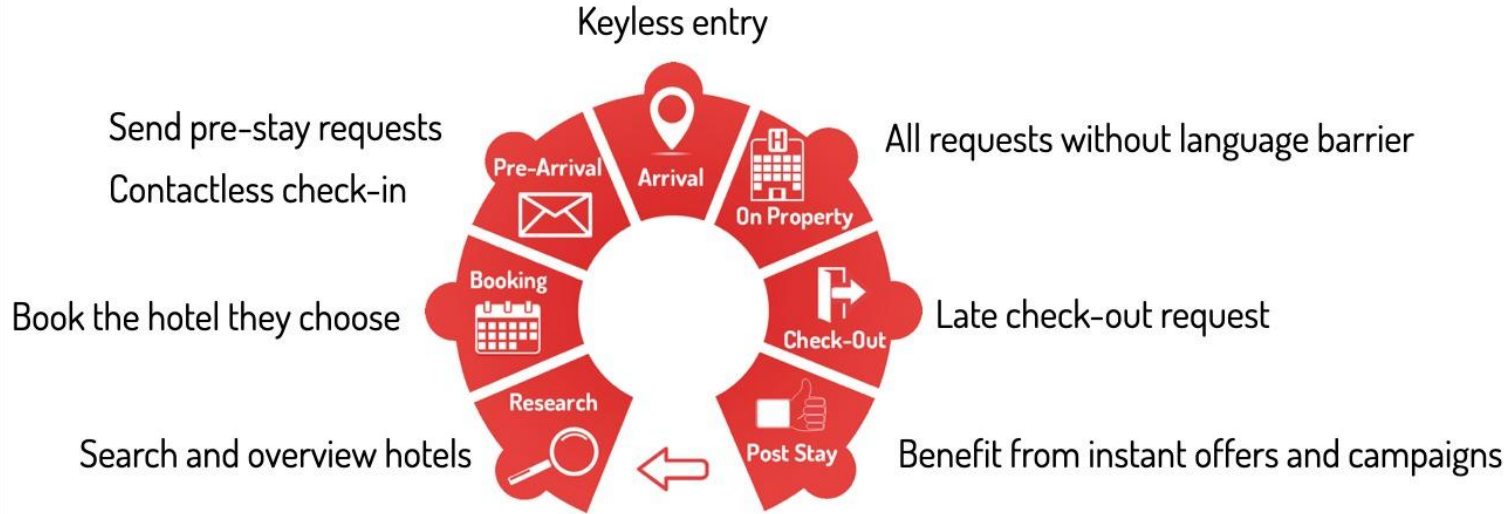 Keyless entry
Send pre-stay requests
Contactless check-in
Pre-Arrival
Arrival
H
On Property
All requests without language barrier
Booking
Book the hotel they choose
Check-Out
Late check-out request
Research
Search and overview hotels
Post Stay
Benefit from instant offers and campaigns